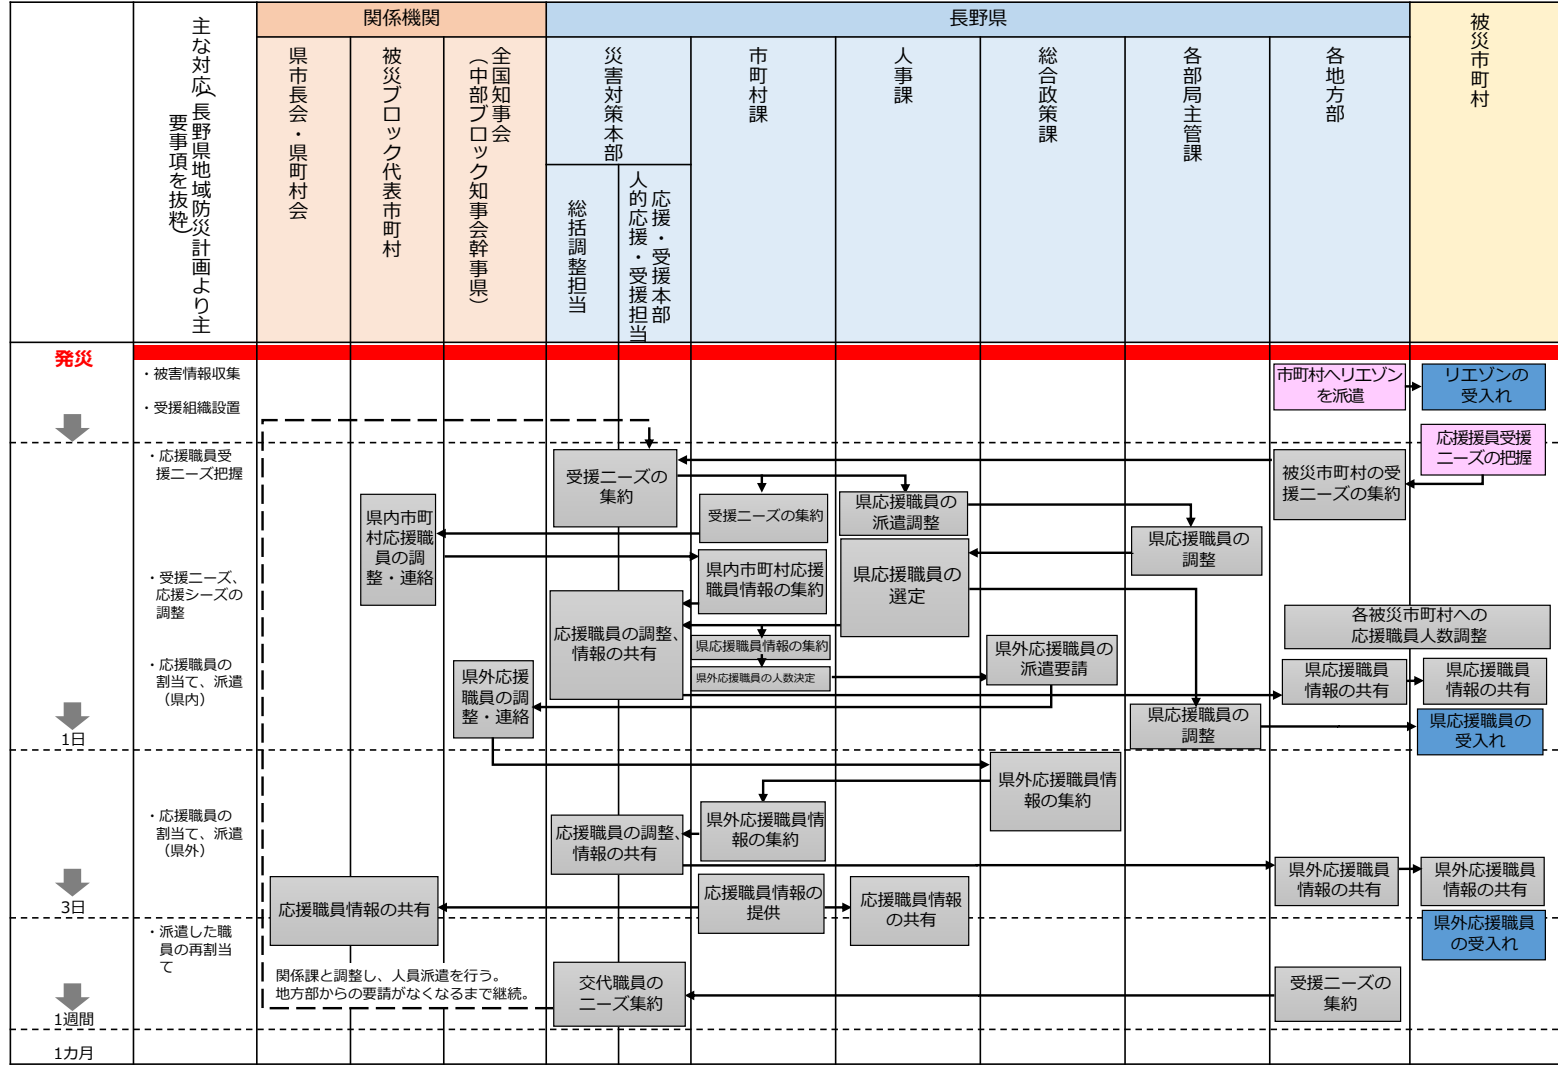 関係機関
長野県
被災市町村
主な対応（長野県地域防災計画より主
要事項を抜粋）
県市長会・県町村会
被災ブロック代表市町村
全国知事会
（中部ブロック知事会幹事県）
災害対策本部
市町村課
人事課
総合政策課
各部局主管課
各地方部
総括調整担当
応援・受援本部
人的応援・受援担当
発災
・被害情報収集
・受援組織設置
市町村へリエゾン
を派遣
リエゾンの
受入れ
・応援職員受
援ニーズ把握
応援援員受援
ニーズの把握
受援ニーズの
集約
被災市町村の受
援ニーズの集約
県内市町
村応援職
員の調
整・連絡
受援ニーズの集約
県応援職員の
派遣調整
県応援職員の
調整
・受援ニーズ、
応援シーズの
調整
県内市町村応援
職員情報の集約
県応援職員の
選定
応援職員の調整、
情報の共有
県応援職員情報の集約
県外応援職員の人数決定
県外応援職員の
派遣要請
各被災市町村への
応援職員人数調整
・応援職員の
割当て、派遣
（県内）
県外応援
職員の調
整・連絡
県応援職員
情報の共有
県応援職員
情報の共有
県応援職員の
調整
県応援職員の
受入れ
1日
県外応援職員情
報の集約
・応援職員の
割当て、派遣
（県外）
応援職員の調整、
情報の共有
県外応援職員情
報の集約
県外応援職員
情報の共有
県外応援職員
情報の共有
3日
応援職員情報の共有
応援職員情報の
提供
応援職員情報
の共有
県外応援職員
の受入れ
・派遣した職
員の再割当
て
関係課と調整し、人員派遣を行う。
地方部からの要請がなくなるまで継続。
交代職員の
ニーズ集約
受援ニーズの
集約
1週間
1カ月